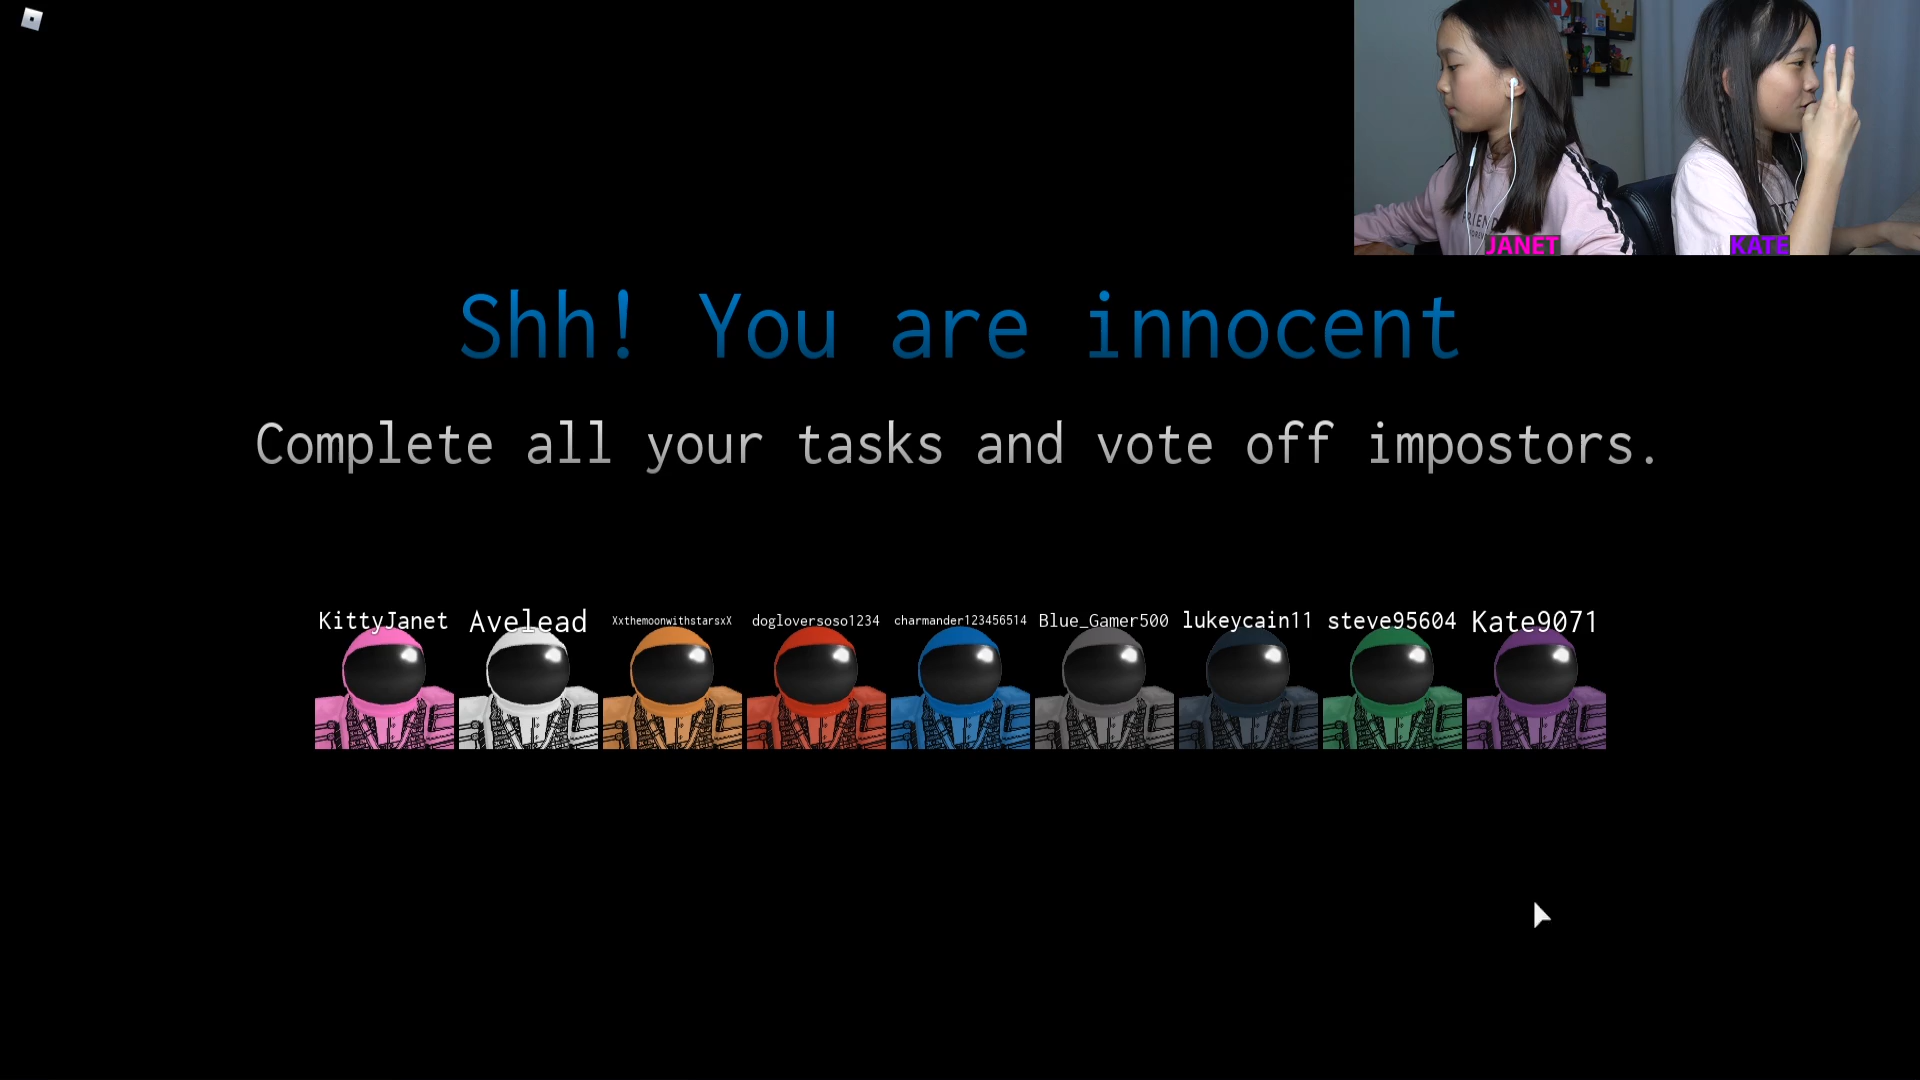 JANET
KATE
Shh! You are innocent
Complete all your tasks and vote off impostors.
KittyJanet Avelead XxthemoonwithstarsxX dogloversoso1234 charmander123456514 Blue_Gamer500 lukeycain11 steve95604 Kate9071